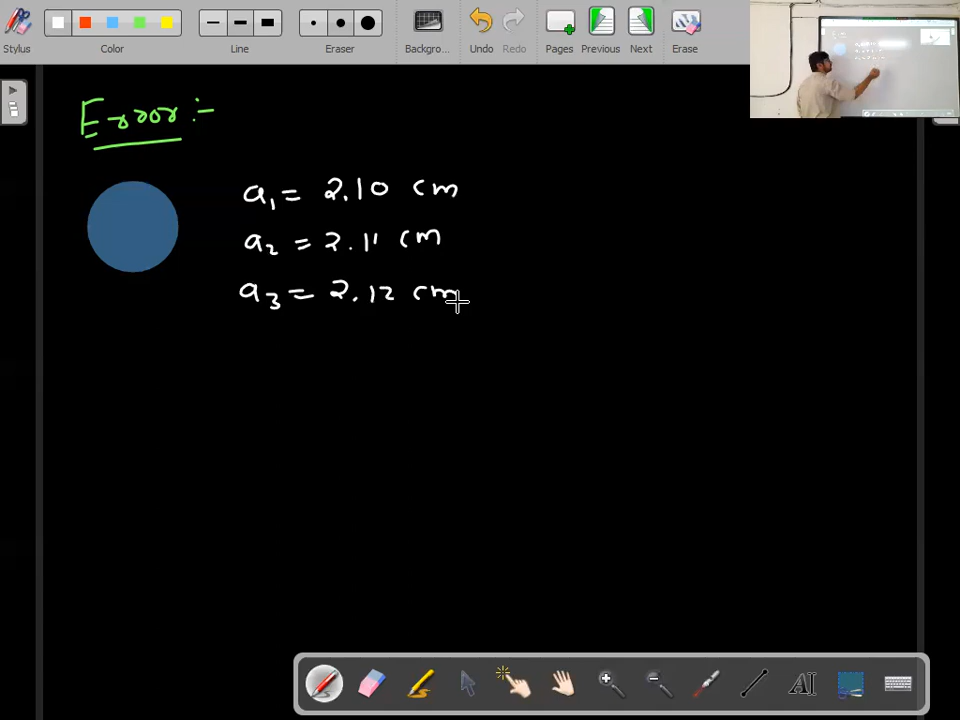 Stylus
Color
Line
Eraser
Backgro...
Undo
Redo
Pages
Previous
Next
Erase
Error :-
a₁ = 2.10 cm
a₂ = 2.11 cm
a₃ = 2.12 cm
AI